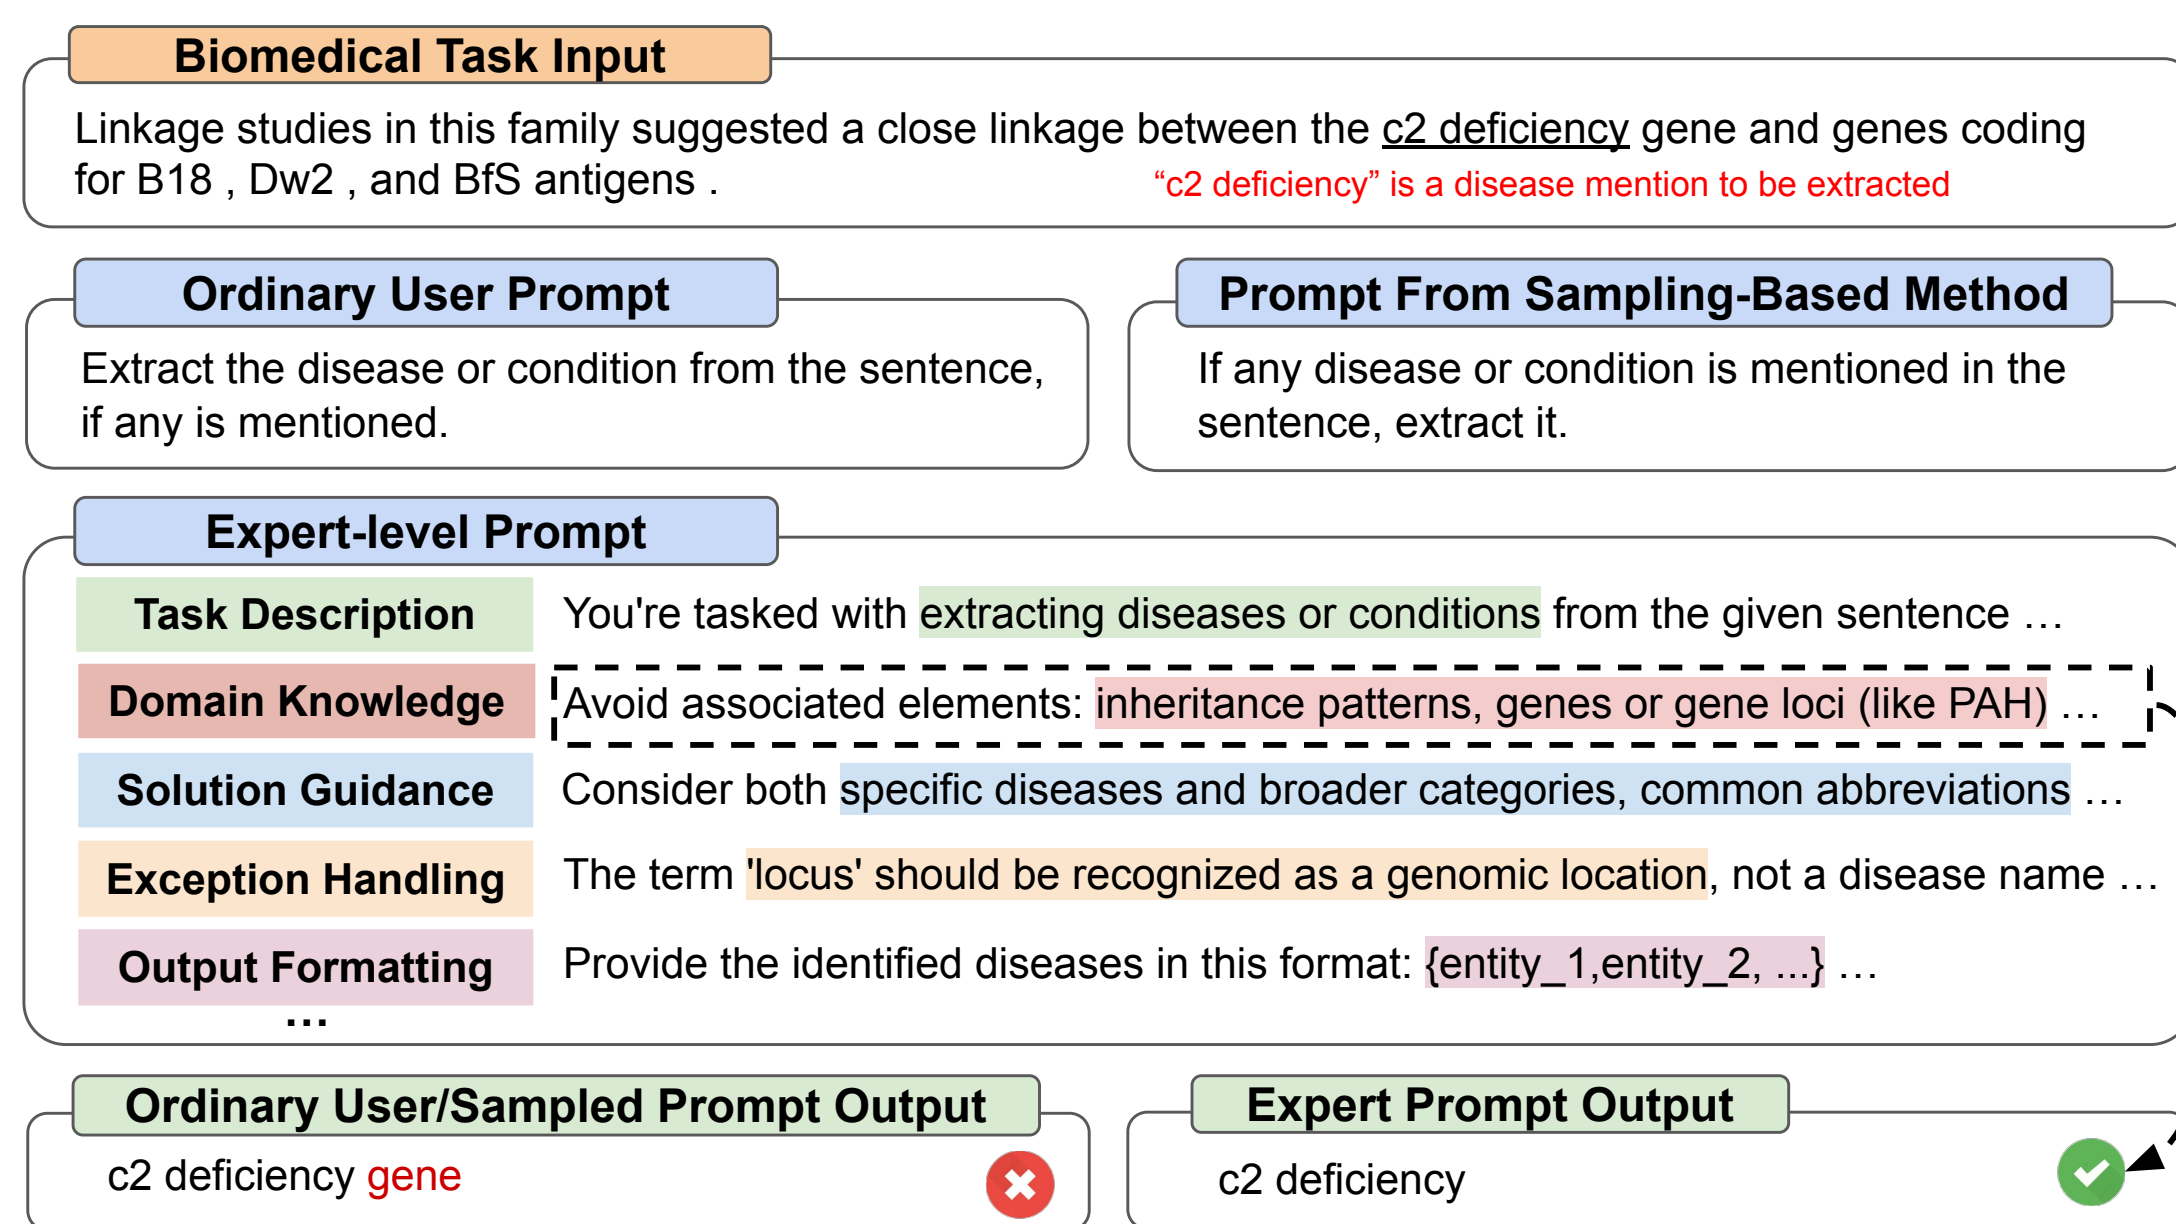 Biomedical Task Input
Linkage studies in this family suggested a close linkage between the c2 deficiency gene and genes coding
for B18 , Dw2 , and BfS antigens .
“c2 deficiency” is a disease mention to be extracted
Ordinary User Prompt
Extract the disease or condition from the sentence,
if any is mentioned.
Prompt From Sampling-Based Method
If any disease or condition is mentioned in the
sentence, extract it.
Expert-level Prompt
Task Description
You're tasked with extracting diseases or conditions from the given sentence …
Domain Knowledge
Avoid associated elements: inheritance patterns, genes or gene loci (like PAH) …
Solution Guidance
Consider both specific diseases and broader categories, common abbreviations …
Exception Handling
The term 'locus' should be recognized as a genomic location, not a disease name …
Output Formatting
Provide the identified diseases in this format: {entity_1,entity_2, ...} …
…
Ordinary User/Sampled Prompt Output
c2 deficiency gene
Expert Prompt Output
c2 deficiency